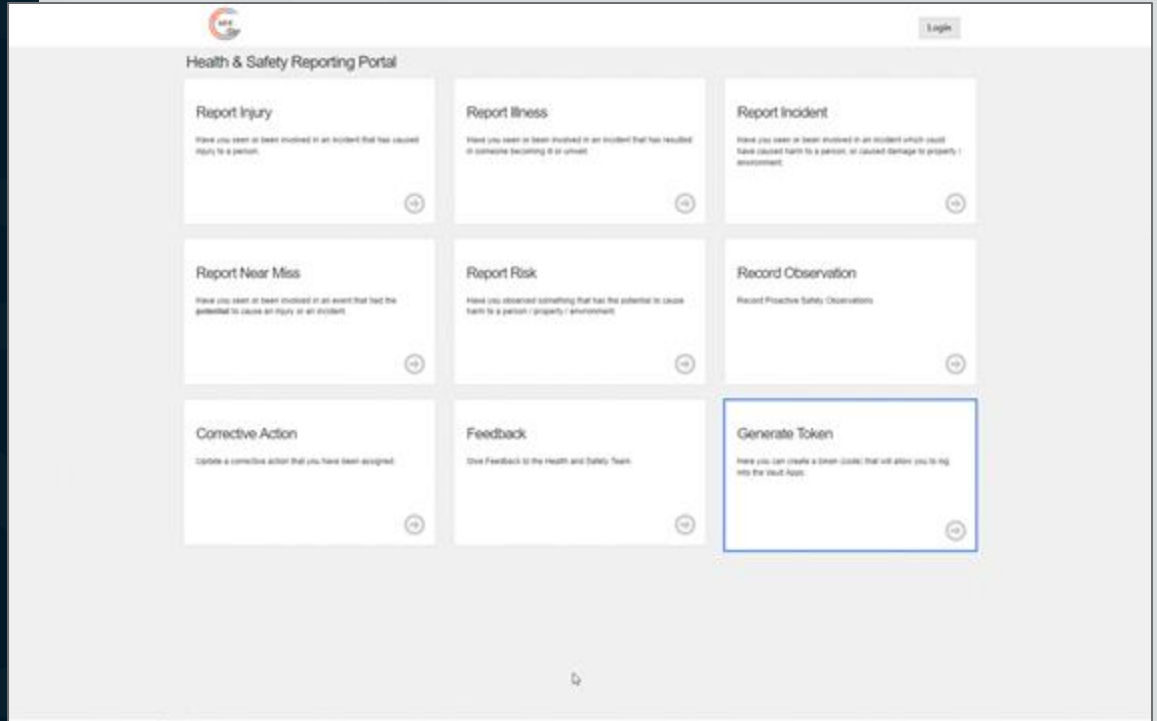 Login
Health & Safety Reporting Portal
Report Injury
Have you seen or been involved in an incident that has caused
injury to a person.
Report Illness
Have you seen or been involved in an incident that has resulted
in someone becoming ill or unwell.
Report Incident
Have you seen or been involved in an incident which could
have caused harm to a person, or caused damage to property /
environment.
Report Near Miss
Have you seen or been involved in an event that had the
potential to cause an injury or an incident.
Report Risk
Have you observed something that has the potential to cause
harm to a person / property / environment.
Record Observation
Record Proactive Safety Observations
Corrective Action
Update a corrective action that you have been assigned.
Feedback
Give Feedback to the Health and Safety Team.
Generate Token
Here you can create a token (code) that will allow you to log
into the Vault Apps.